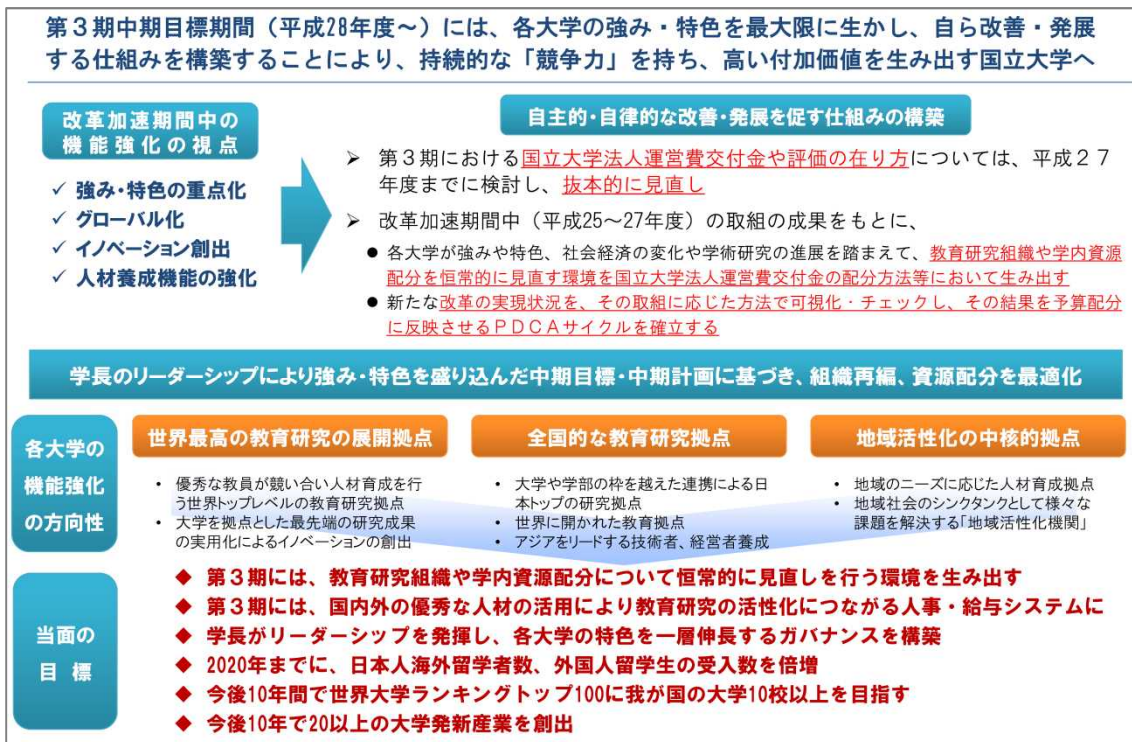 第３期中期目標期間（平成28年度～）には、各大学の強み・特色を最大限に生かし、自ら改善・発展
する仕組みを構築することにより、持続的な「競争力」を持ち、高い付加価値を生み出す国立大学へ
改革加速期間中の
機能強化の視点
✓ 強み・特色の重点化
✓ グローバル化
✓ イノベーション創出
✓ 人材養成機能の強化
自主的・自律的な改善・発展を促す仕組みの構築
➢ 第３期における国立大学法人運営費交付金や評価の在り方については、平成２７
年度までに検討し、抜本的に見直し
➢ 改革加速期間中（平成25～27年度）の取組の成果をもとに、
● 各大学が強みや特色、社会経済の変化や学術研究の進展を踏まえて、教育研究組織や学内資源
配分を恒常的に見直す環境を国立大学法人運営費交付金の配分方法等において生み出す
● 新たな改革の実現状況を、その取組に応じた方法で可視化・チェックし、その結果を予算配分
に反映させるＰＤＣＡサイクルを確立する
学長のリーダーシップにより強み・特色を盛り込んだ中期目標・中期計画に基づき、組織再編、資源配分を最適化
各大学の
機能強化
の方向性
世界最高の教育研究の展開拠点
• 優秀な教員が競い合い人材育成を行
う世界トップレベルの教育研究拠点
• 大学を拠点とした最先端の研究成果
の実用化によるイノベーションの創出
全国的な教育研究拠点
• 大学や学部の枠を越えた連携による日
本トップの研究拠点
• 世界に開かれた教育拠点
• アジアをリードする技術者、経営者養成
地域活性化の中核的拠点
• 地域のニーズに応じた人材育成拠点
• 地域社会のシンクタンクとして様々な
課題を解決する「地域活性化機関」
当面の
目 標
◆ 第３期には、教育研究組織や学内資源配分について恒常的に見直しを行う環境を生み出す
◆ 第３期には、国内外の優秀な人材の活用により教育研究の活性化につながる人事・給与システムに
◆ 学長がリーダーシップを発揮し、各大学の特色を一層伸長するガバナンスを構築
◆ 2020年までに、日本人海外留学者数、外国人留学生の受入数を倍増
◆ 今後10年間で世界大学ランキングトップ100に我が国の大学10校以上を目指す
◆ 今後10年で20以上の大学発新産業を創出